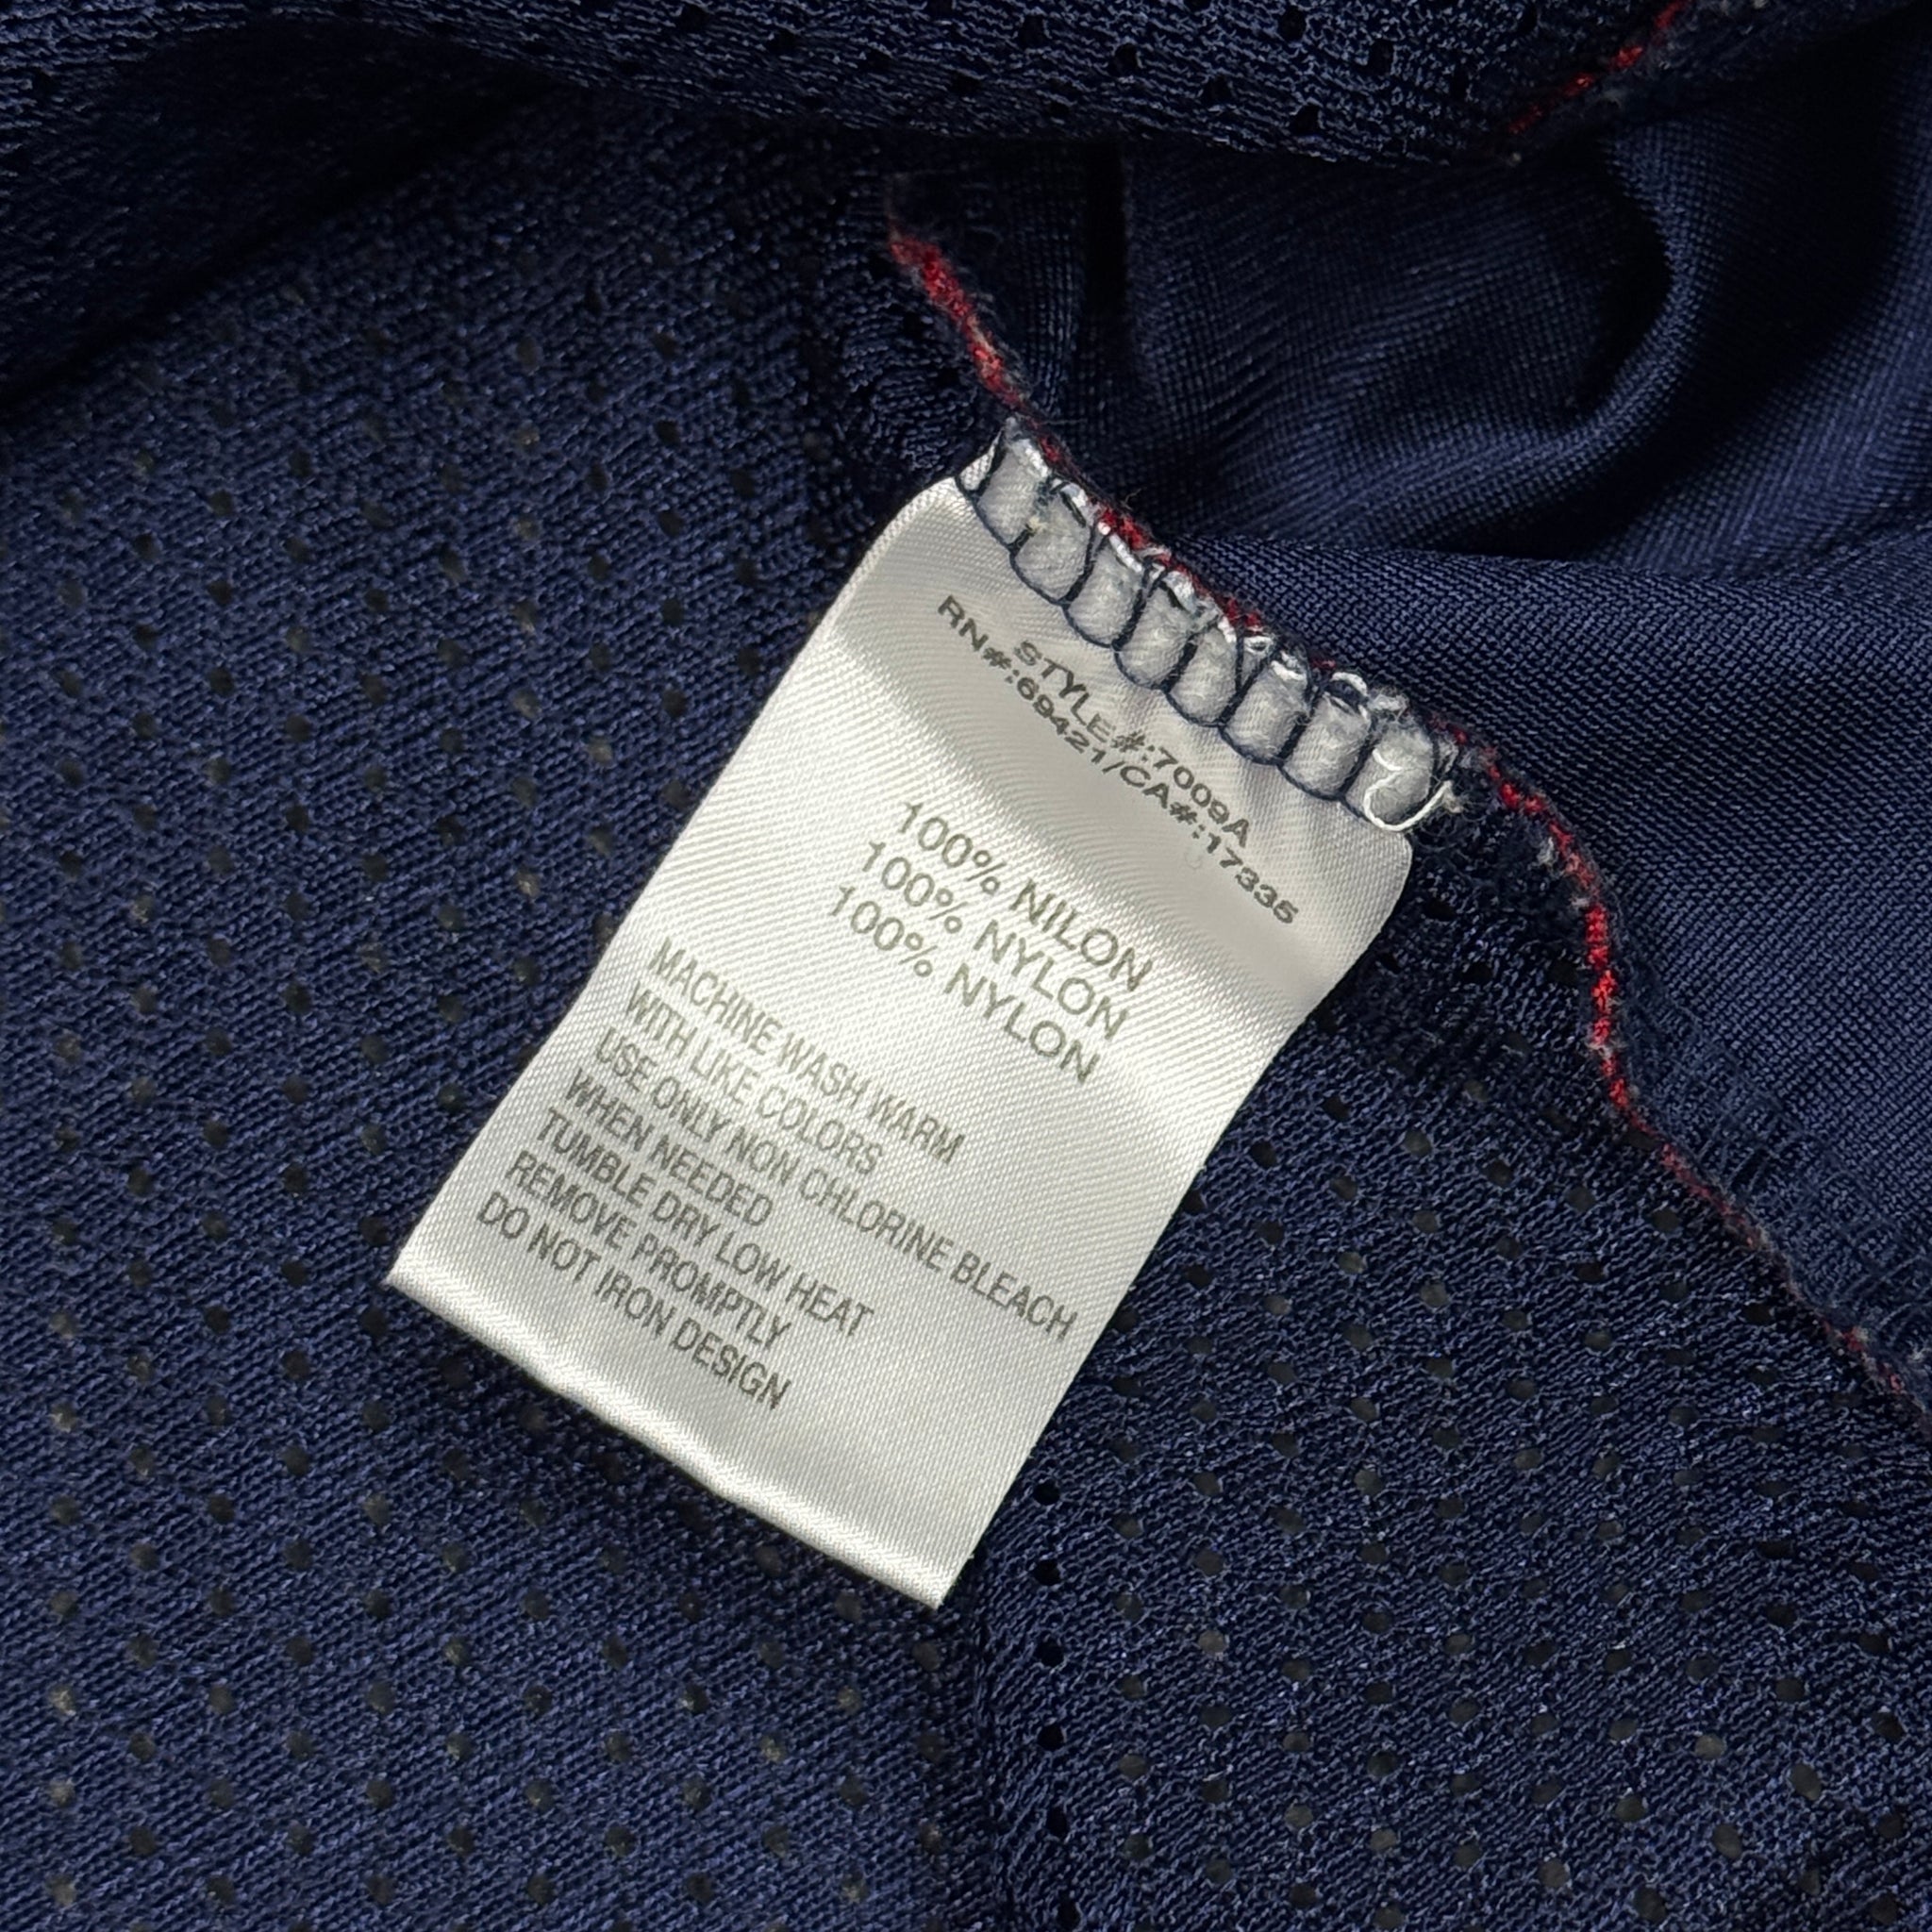 STYLE#:7009A
RN#:69421/CA#:17335
100% NILON
100% NYLON
100% NYLON
MACHINE WASH WARM
WITH LIKE COLORS
USE ONLY NON CHLORINE BLEACH
WHEN NEEDED
TUMBLE DRY LOW HEAT
REMOVE PROMPTLY
DO NOT IRON DESIGN